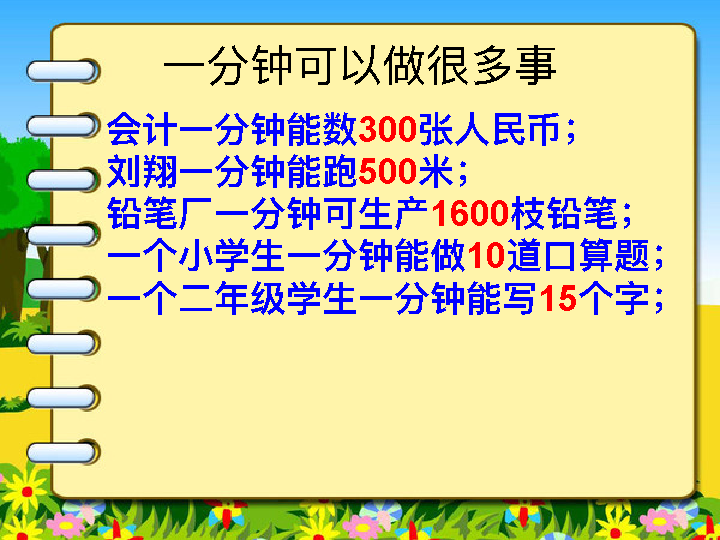 一分钟可以做很多事
会计一分钟能数300张人民币；
刘翔一分钟能跑500米；
铅笔厂一分钟可生产1600枝铅笔；
一个小学生一分钟能做10道口算题；
一个二年级学生一分钟能写15个字；